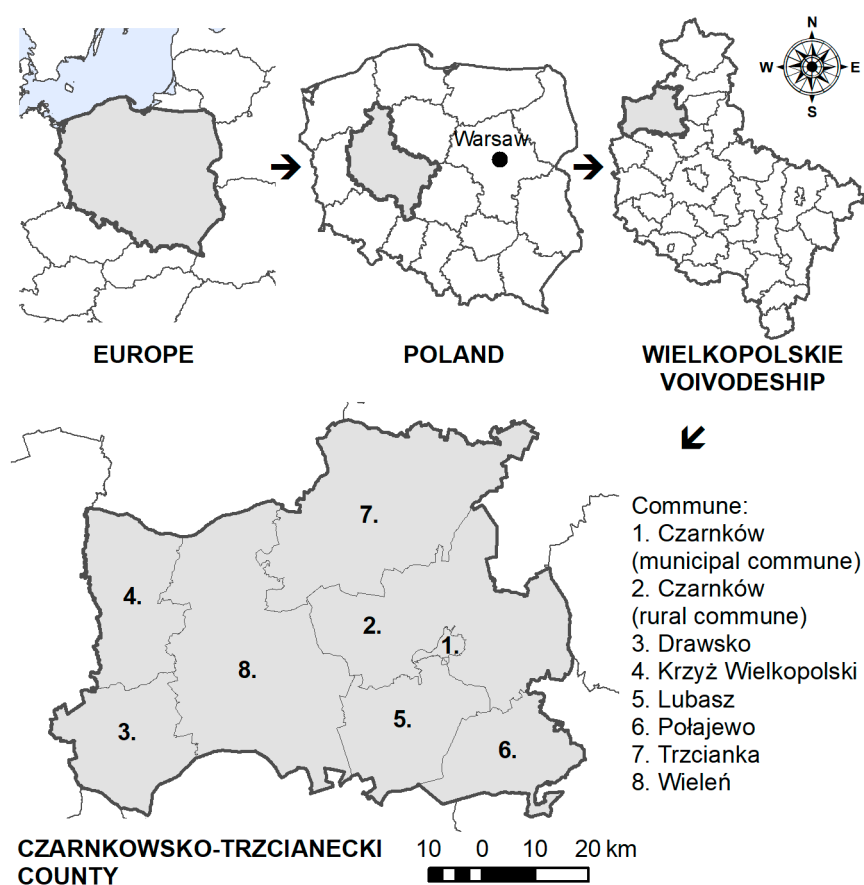 N
W E
S
Warsaw
EUROPE
POLAND
WIELKOPOLSKIE
VOIVODESHIP
7.
4.
2.
1.
8.
5.
3.
6.
Commune:
1. Czarnków
(municipal commune)
2. Czarnków
(rural commune)
3. Drawsko
4. Krzyż Wielkopolski
5. Lubasz
6. Połajewo
7. Trzcianka
8. Wieleń
CZARNKOWSKO-TRZCIANECKI
COUNTY
10 0 10 20 km